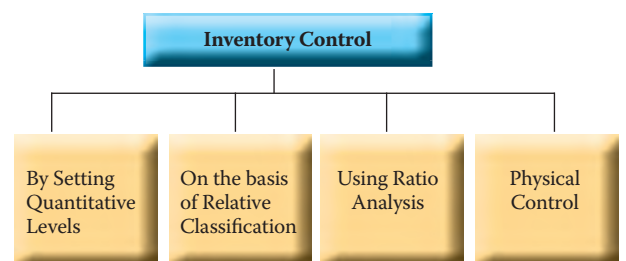 Inventory Control
By Setting
Quantitative
Levels
On the basis
of Relative
Classification
Using Ratio
Analysis
Physical
Control